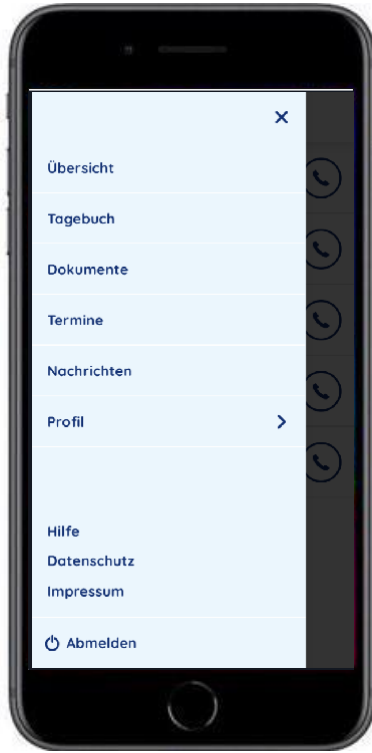 Übersicht
Tagebuch
Dokumente
Termine
Nachrichten
Profil
Hilfe
Datenschutz
Impressum
Abmelden